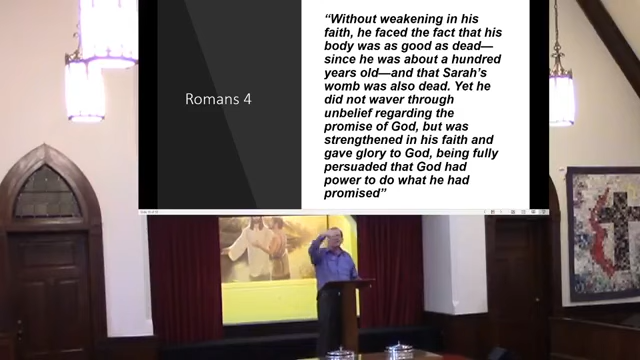 Romans 4
“Without weakening in his
faith, he faced the fact that his
body was as good as dead—
since he was about a hundred
years old—and that Sarah’s
womb was also dead. Yet he
did not waver through
unbelief regarding the
promise of God, but was
strengthened in his faith and
gave glory to God, being fully
persuaded that God had
power to do what he had
promised”